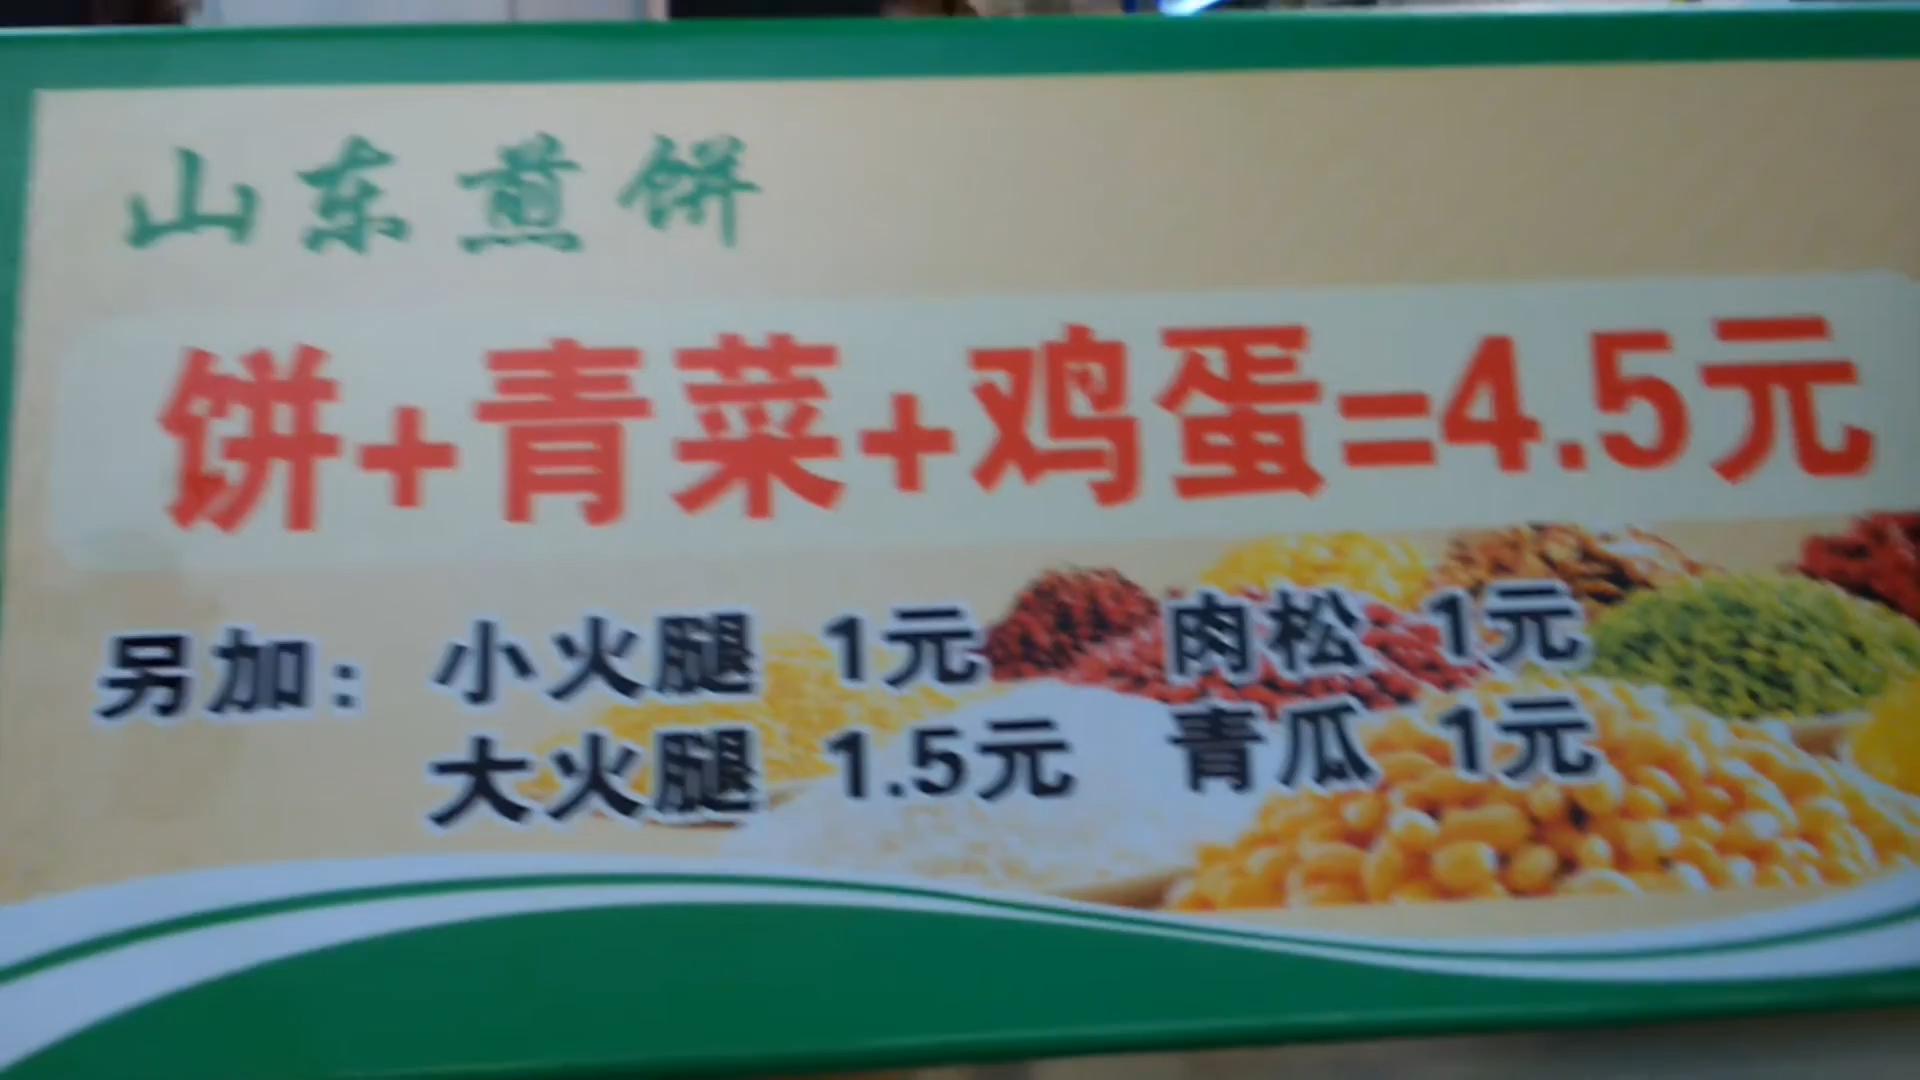 山东煎饼
饼+青菜+鸡蛋=4.5元
另加：小火腿 1元 肉松 1元
大火腿 1.5元 青瓜 1元